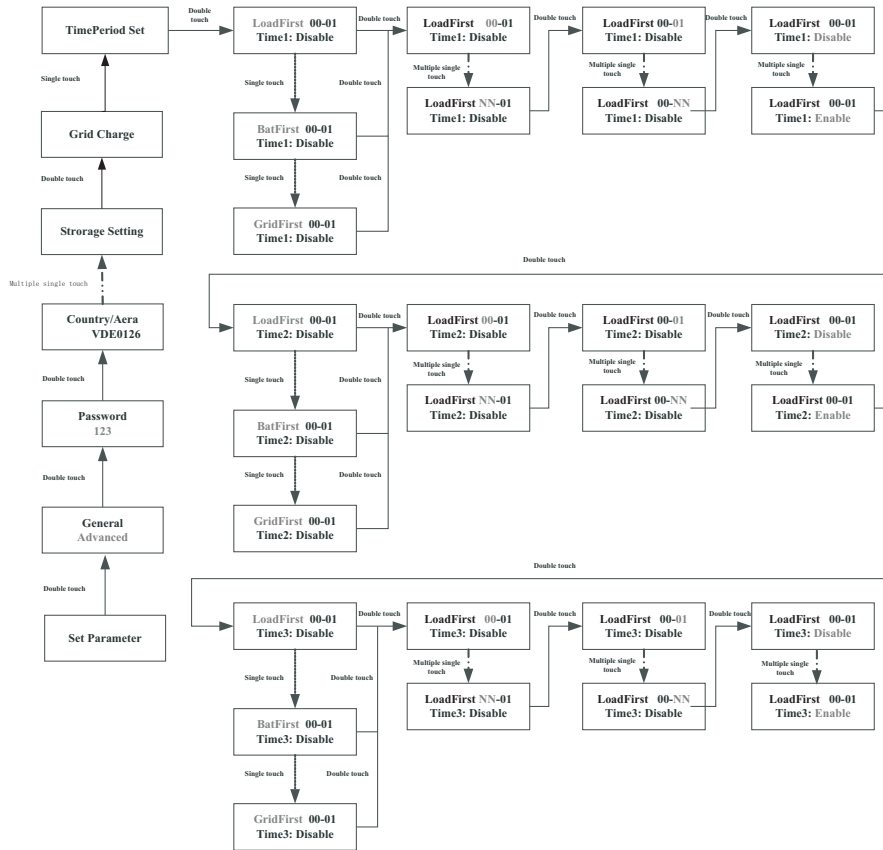 TimePeriod Set
Double touch
LoadFirst 00-01
Time1: Disable
Double touch
LoadFirst 00-01
Time1: Disable
Double touch
LoadFirst 00-01
Time1: Disable
Double touch
LoadFirst 00-01
Time1: Disable
Single touch
Single touch
Double touch
Multiple single touch
Multiple single touch
Multiple single touch
LoadFirst NN-01
Time1: Disable
LoadFirst 00-NN
Time1: Disable
LoadFirst 00-01
Time1: Enable
Grid Charge
BatFirst 00-01
Time1: Disable
Double touch
Single touch
Double touch
Strorage Setting
GridFirst 00-01
Time1: Disable
Double touch
Multiple single touch
Country/Aera
VDE0126
LoadFirst 00-01
Time2: Disable
Double touch
LoadFirst 00-01
Time2: Disable
Double touch
LoadFirst 00-01
Time2: Disable
Double touch
LoadFirst 00-01
Time2: Disable
Double touch
Single touch
Double touch
Multiple single touch
Multiple single touch
Multiple single touch
LoadFirst NN-01
Time2: Disable
LoadFirst 00-NN
Time2: Disable
LoadFirst 00-01
Time2: Enable
Password
123
BatFirst 00-01
Time2: Disable
Double touch
Single touch
Double touch
General
Advanced
GridFirst 00-01
Time2: Disable
Double touch
Double touch
Set Parameter
LoadFirst 00-01
Time3: Disable
Double touch
LoadFirst 00-01
Time3: Disable
Double touch
LoadFirst 00-01
Time3: Disable
Double touch
LoadFirst 00-01
Time3: Disable
Single touch
Double touch
Multiple single touch
Multiple single touch
Multiple single touch
LoadFirst NN-01
Time3: Disable
LoadFirst 00-NN
Time3: Disable
LoadFirst 00-01
Time3: Enable
BatFirst 00-01
Time3: Disable
Single touch
Double touch
GridFirst 00-01
Time3: Disable